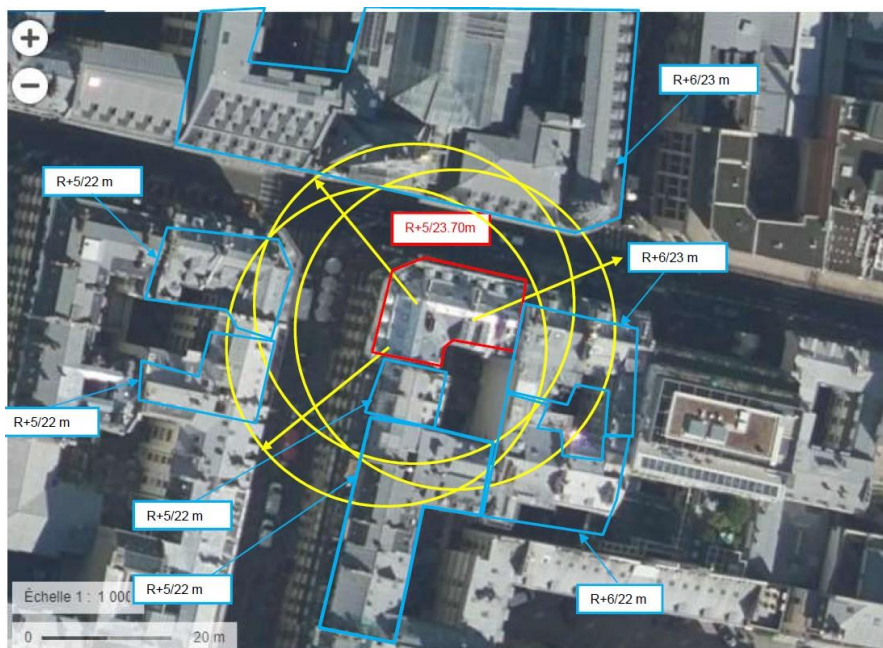 +
−
R+6/23 m
R+5/22 m
R+5/23.70m
R+6/23 m
R+5/22 m
R+5/22 m
R+5/22 m
R+6/22 m
Échelle 1 : 1 000
0 20 m